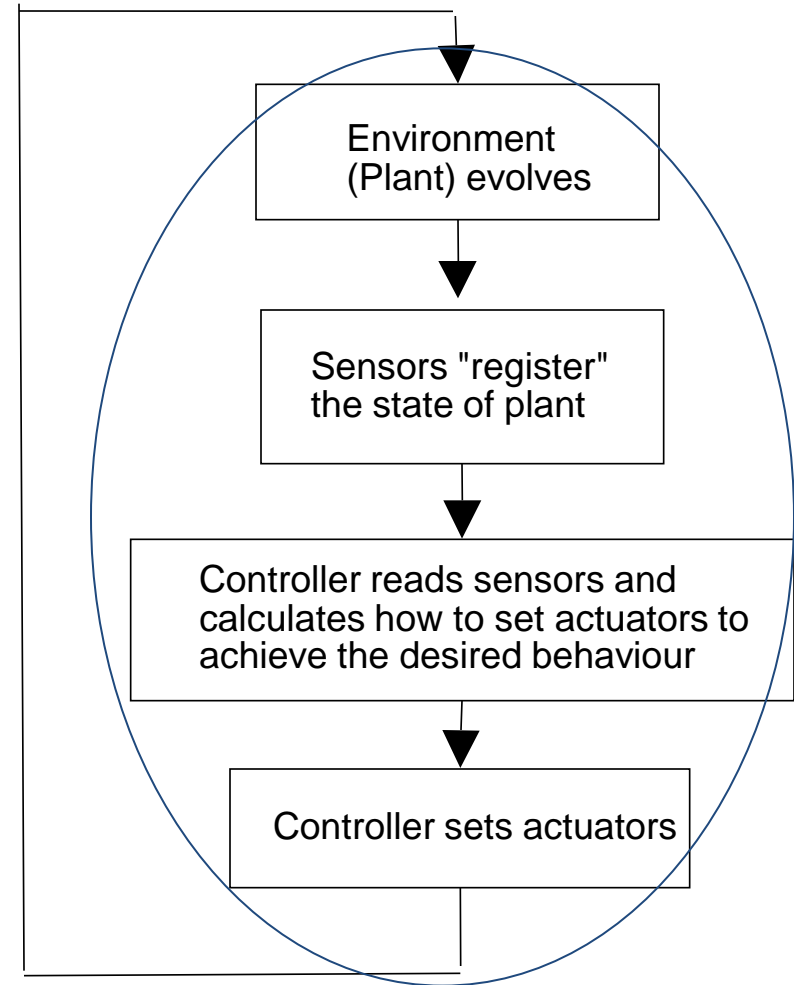 Environment
(Plant) evolves
Sensors "register"
the state of plant
Controller reads sensors and
calculates how to set actuators to
achieve the desired behaviour
Controller sets actuators